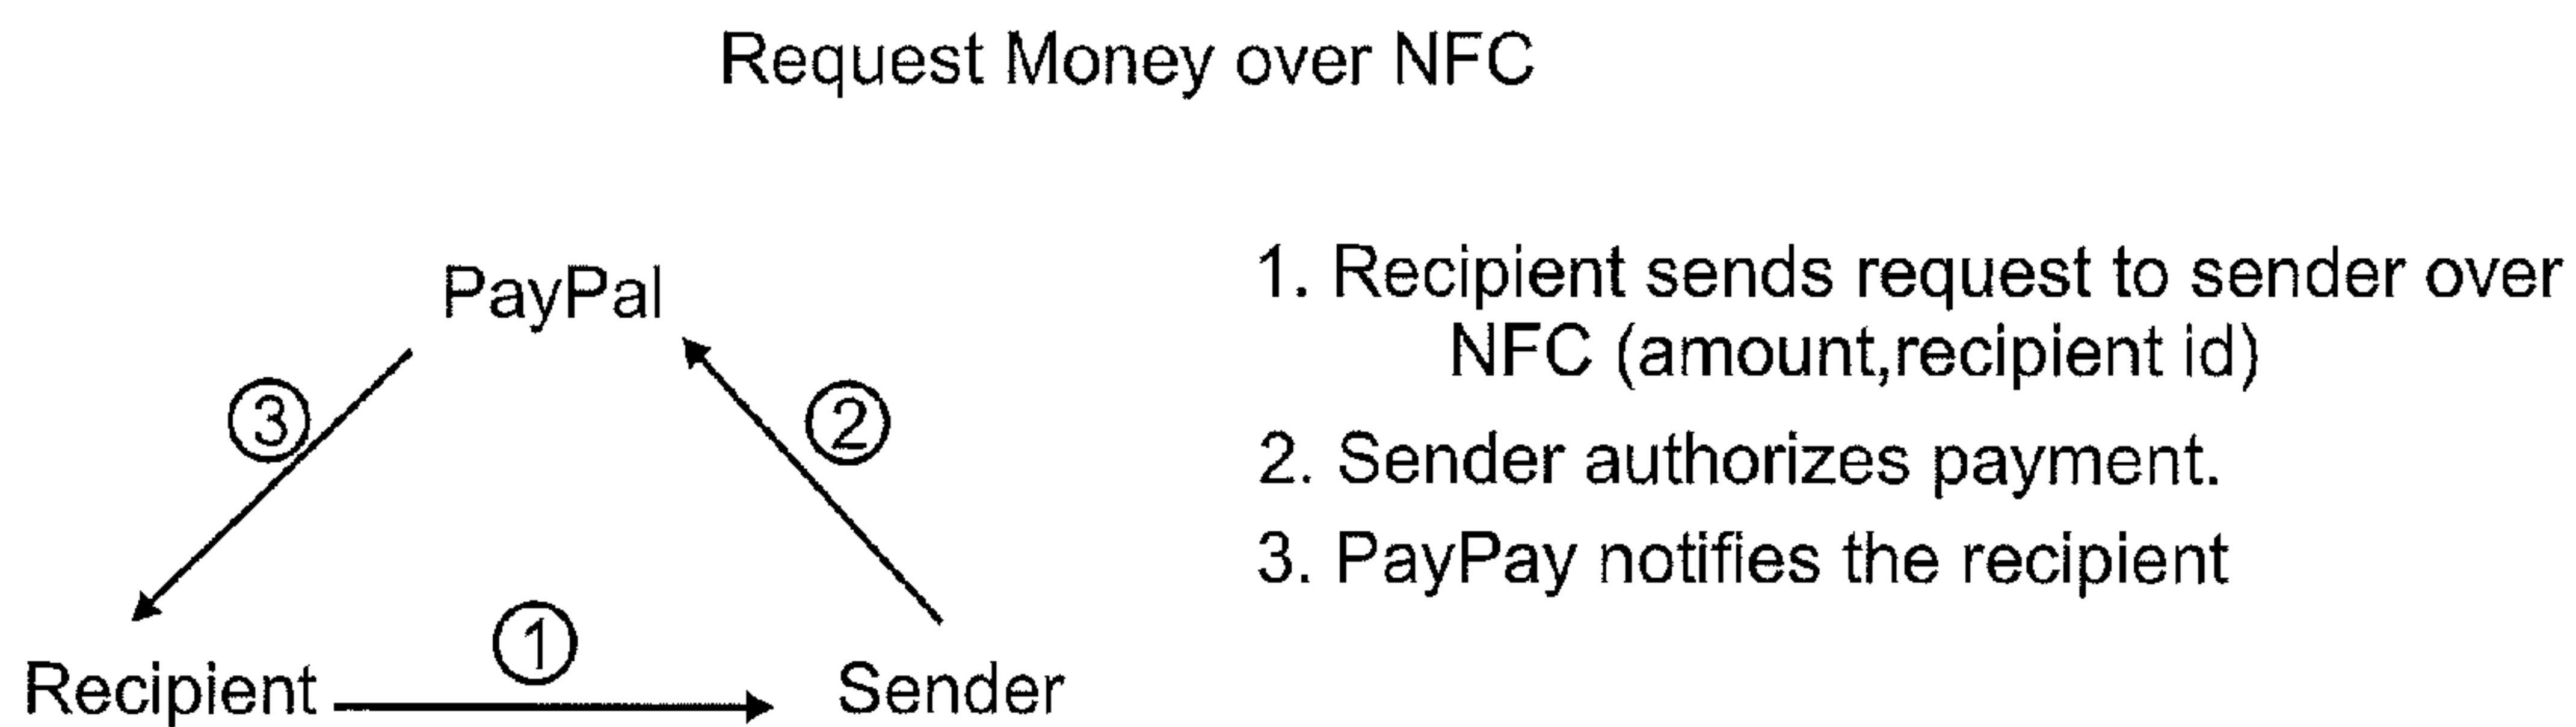 Request Money over NFC
PayPal
3
2
1
Recipient
Sender
1. Recipient sends request to sender over
NFC (amount,recipient id)
2. Sender authorizes payment.
3. PayPay notifies the recipient